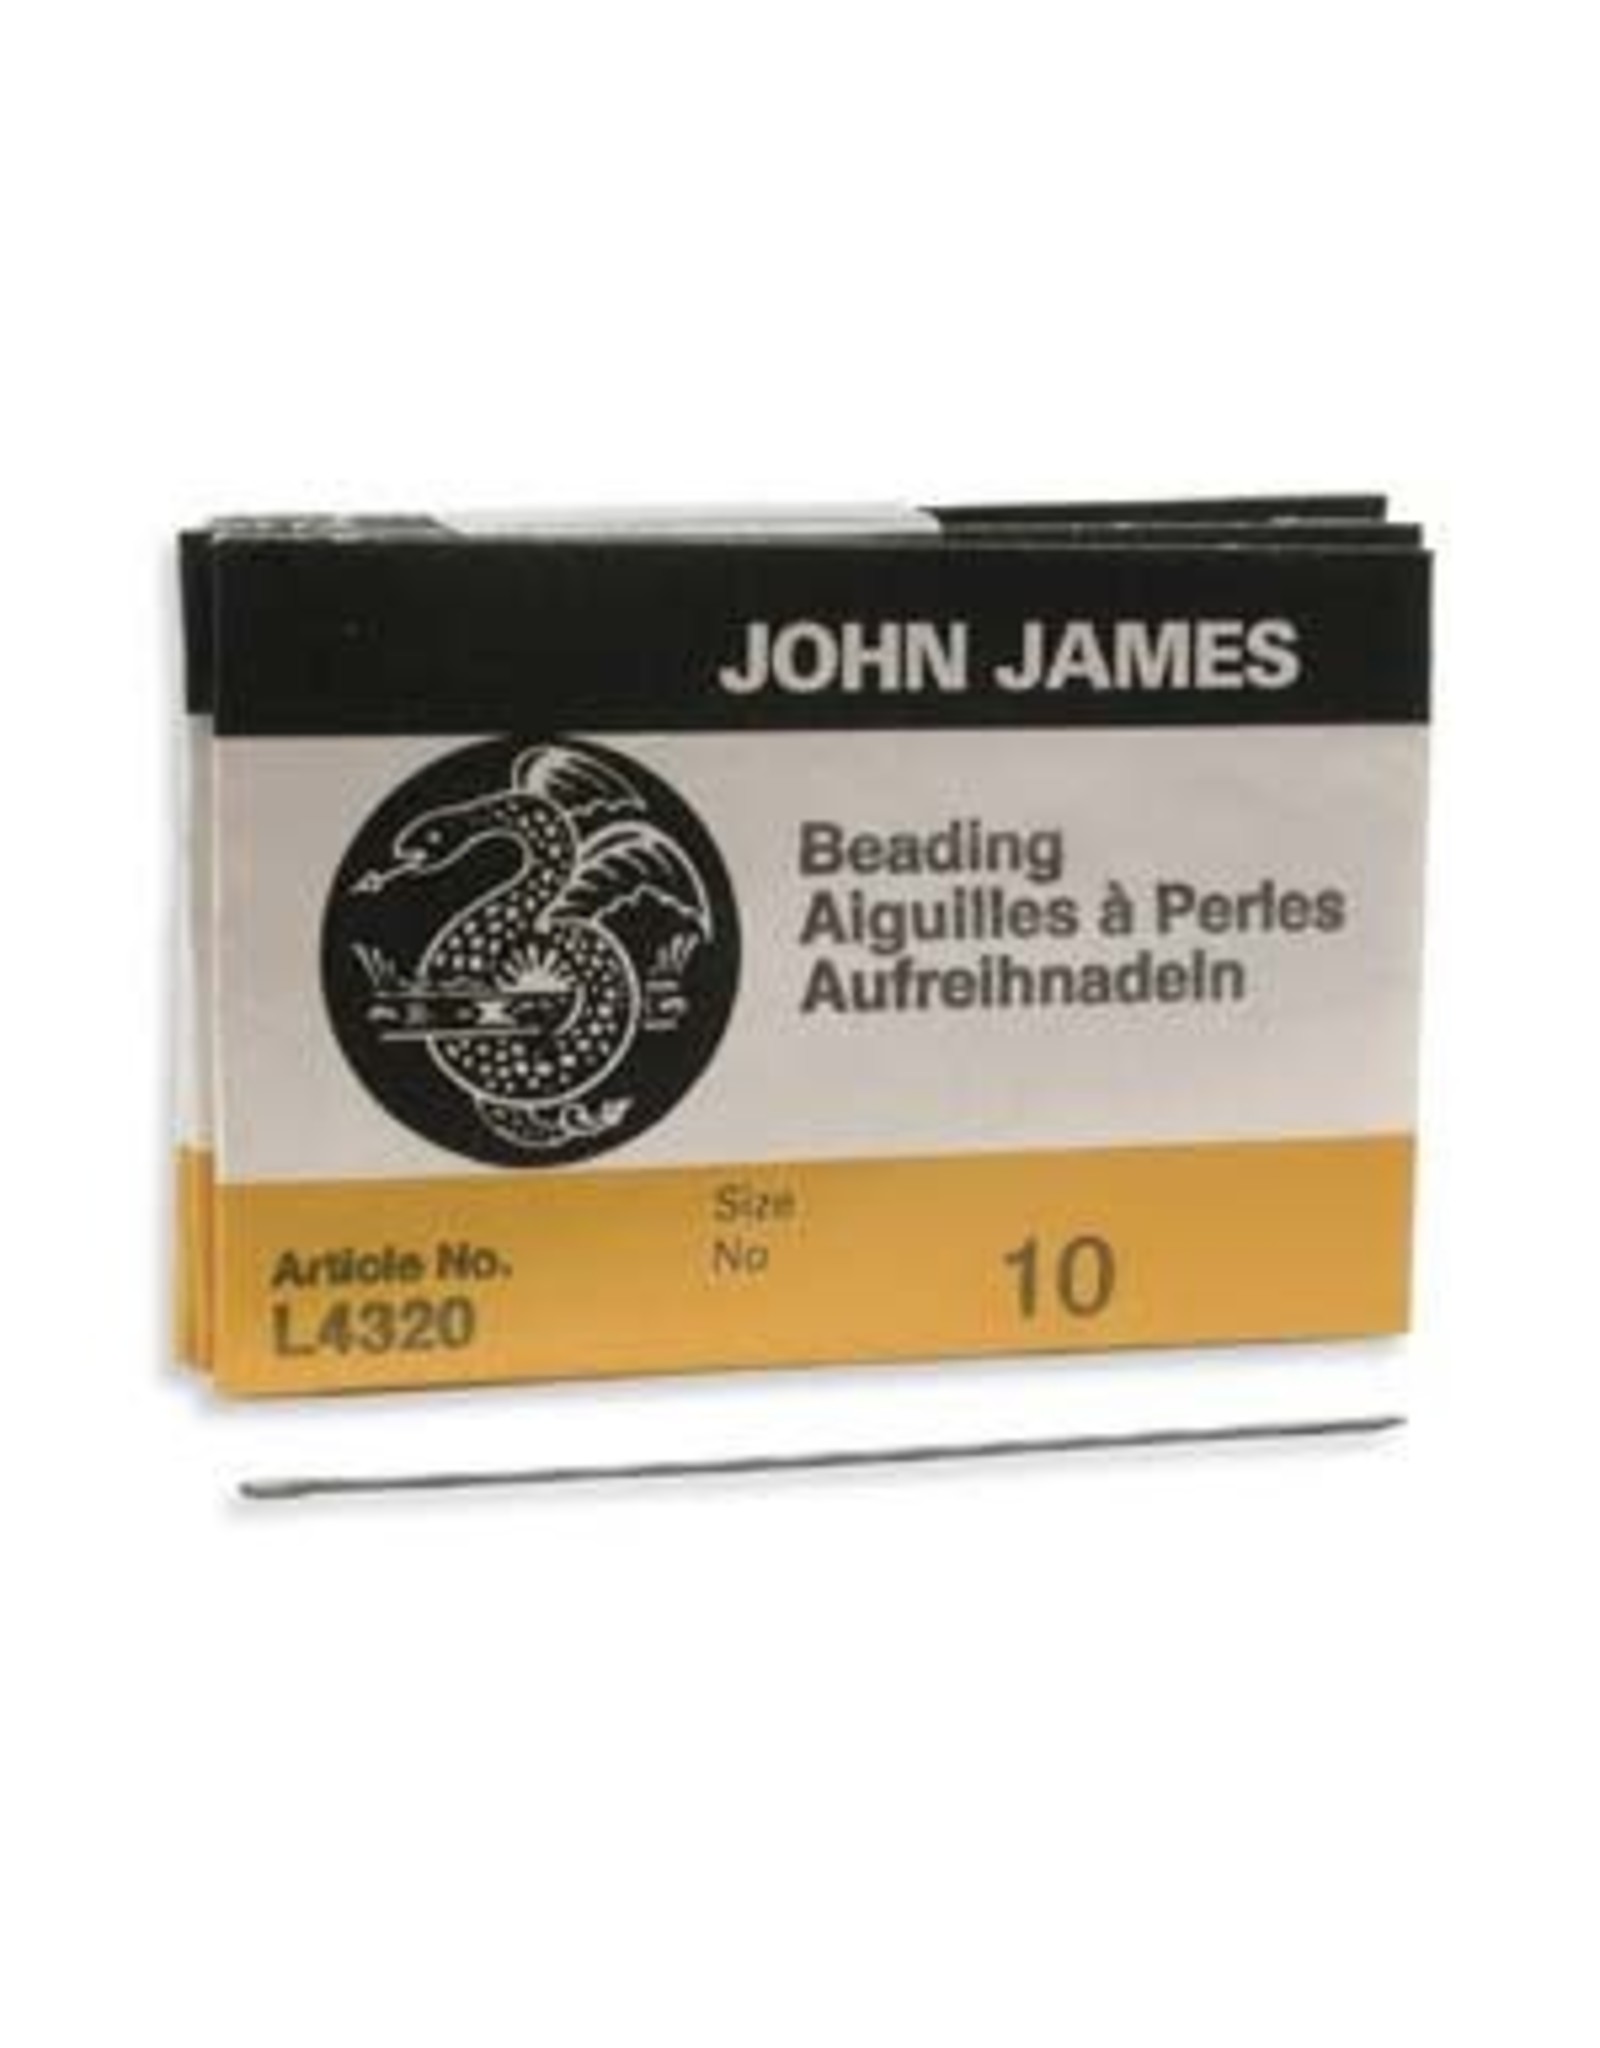 JOHN JAMES
Beading
Aiguilles à Perles
Aufreihnadeln
Size
No
10
Article No.
L4320